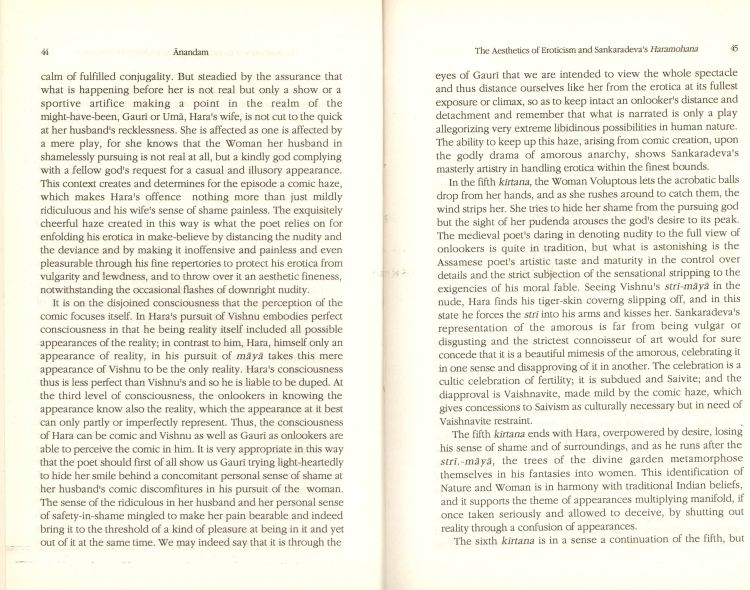 44
Ānandam
calm of fulfilled conjugality. But steadied by the assurance that
what is happening before her is not real but only a show or a
sportive artifice making a point in the realm of the
might-have-been, Gauri or Umā, Hara's wife, is not cut to the quick
at her husband's recklessness. She is affected as one is affected by
a mere play, for she knows that the Woman her husband in
shamelessly pursuing is not real at all, but a kindly god complying
with a fellow god's request for a casual and illusory appearance.
This context creates and determines for the episode a comic haze,
which makes Hara's offence nothing more than just mildly
ridiculous and his wife's sense of shame painless. The exquisitely
cheerful haze created in this way is what the poet relies on for
enfolding his erotica in make-believe by distancing the nudity and
the deviance and by making it inoffensive and painless and even
pleasurable through his fine repertories to protect his erotica from
vulgarity and lewdness, and to throw over it an aesthetic fineness,
notwithstanding the occasional flashes of downright nudity.
It is on the disjoined consciousness that the perception of the
comic focuses itself. In Hara's pursuit of Vishnu embodies perfect
consciousness in that he being reality itself included all possible
appearances of the reality; in contrast to him, Hara, himself only an
appearance of reality, in his pursuit of māyā takes this mere
appearance of Vishnu to be the only reality. Hara's consciousness
thus is less perfect than Vishnu's and so he is liable to be duped. At
the third level of consciousness, the onlookers in knowing the
appearance know also the reality, which the appearance at it best
can only partly or imperfectly represent. Thus, the consciousness
of Hara can be comic and Vishnu as well as Gauri as onlookers are
able to perceive the comic in him. It is very appropriate in this way
that the poet should first of all show us Gauri trying light-heartedly
to hide her smile behind a concomitant personal sense of shame at
her husband's comic discomfitures in his pursuit of the woman.
The sense of the ridiculous in her husband and her personal sense
of safety-in-shame mingled to make her pain bearable and indeed
bring it to the threshold of a kind of pleasure at being in it and yet
out of it at the same time. We may indeed say that it is through the
The Aesthetics of Eroticism and Sankaradeva's Haramohana
45
eyes of Gaurī that we are intended to view the whole spectacle
and thus distance ourselves like her from the erotica at its fullest
exposure or climax, so as to keep intact an onlooker's distance and
detachment and remember that what is narrated is only a play
allegorizing very extreme libidinous possibilities in human nature.
The ability to keep up this haze, arising from comic creation, upon
the godly drama of amorous anarchy, shows Sankaradeva's
masterly artistry in handling erotica within the finest bounds.
In the fifth kīrtana, the Woman Voluptous lets the acrobatic balls
drop from her hands, and as she rushes around to catch them, the
wind strips her. She tries to hide her shame from the pursuing god
but the sight of her pudenda arouses the god's desire to its peak.
The medieval poet's daring in denoting nudity to the full view of
onlookers is quite in tradition, but what is astonishing is the
Assamese poet's artistic taste and maturity in the control over
details and the strict subjection of the sensational stripping to the
exigencies of his moral fable. Seeing Vishnu's stri-māyā in the
nude, Hara finds his tiger-skin coverng slipping off, and in this
state he forces the stri into his arms and kisses her. Sankaradeva's
representation of the amorous is far from being vulgar or
disgusting and the strictest connoisseur of art would for sure
concede that it is a beautiful mimesis of the amorous, celebrating it
in one sense and disapproving of it in another. The celebration is a
cultic celebration of fertility; it is subdued and Saivite; and the
diapproval is Vaishnavite, made mild by the comic haze, which
gives concessions to Saivism as culturally necessary but in need of
Vaishnavite restraint.
The fifth kirtana ends with Hara, overpowered by desire, losing
his sense of shame and of surroundings, and as he runs after the
stri.-māyā, the trees of the divine garden metamorphose
themselves in his fantasies into women. This identification of
Nature and Woman is in harmony with traditional Indian beliefs,
and it supports the theme of appearances multiplying manifold, if
once taken seriously and allowed to deceive, by shutting out
reality through a confusion of appearances.
The sixth kīrtana is in a sense a continuation of the fifth, but